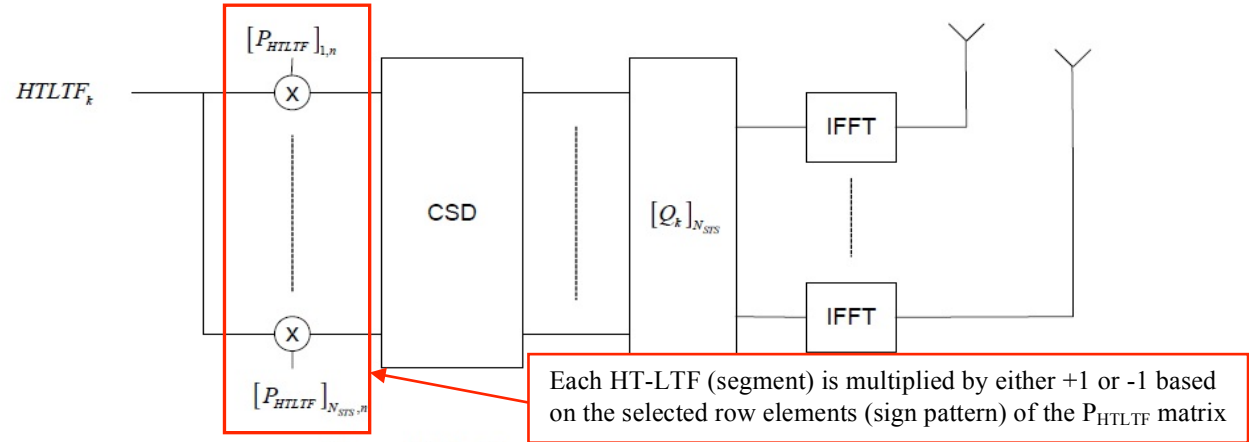 [P_HTLTF]_1,n
HTLTF_k
X
IFFT
CSD
[Q_k]_N_STS
X
IFFT
[P_HTLTF]_N_STS,n
Each HT-LTF (segment) is multiplied by either +1 or -1 based
on the selected row elements (sign pattern) of the P_HTLTF matrix